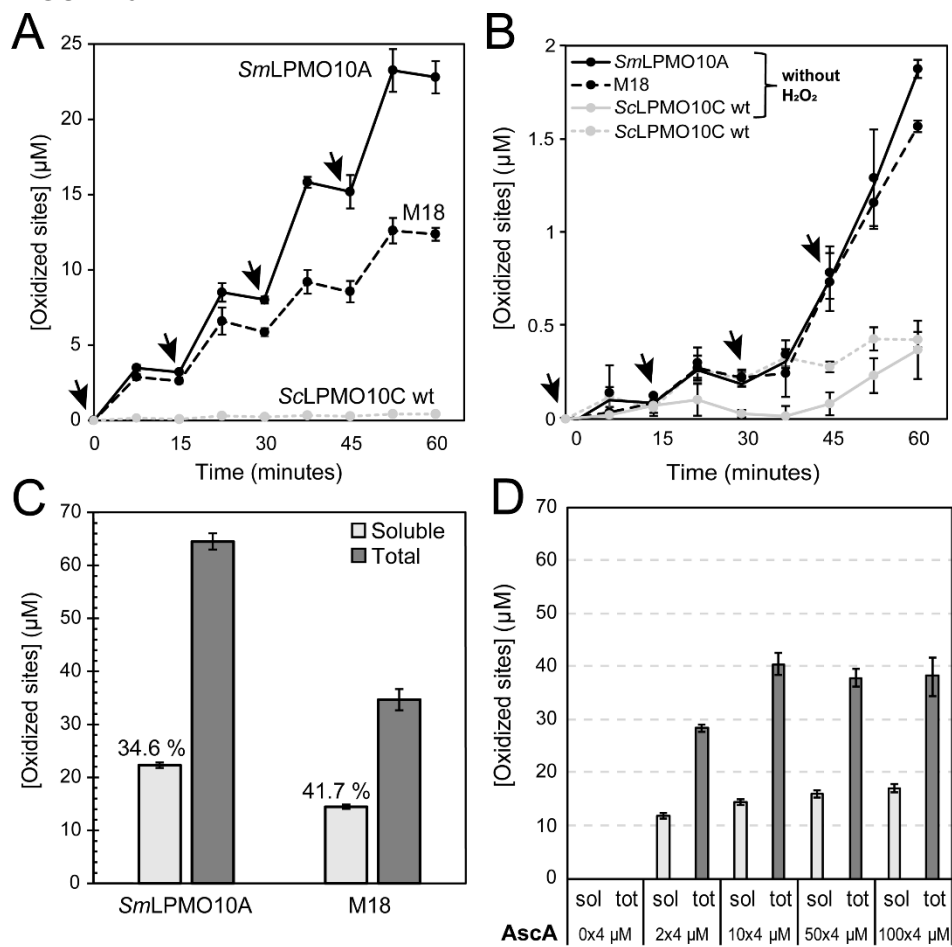 A
[Oxidized sites] (µM)
25
20
15
10
5
0
SmLPMO10A
M18
ScLPMO10C wt
0 15 30 45 60
Time (minutes)
B
[Oxidized sites] (µM)
2
1.5
1
0.5
0
SmLPMO10A
M18
ScLPMO10C wt
ScLPMO10C wt
without
H₂O₂
0 15 30 45 60
Time (minutes)
C
[Oxidized sites] (µM)
70
60
50
40
30
20
10
0
Soluble
Total
34.6 %
41.7 %
SmLPMO10A M18
D
[Oxidized sites] (µM)
70
60
50
40
30
20
10
0
sol tot sol tot sol tot sol tot sol tot
AscA 0x4 µM 2x4 µM 10x4 µM 50x4 µM 100x4 µM